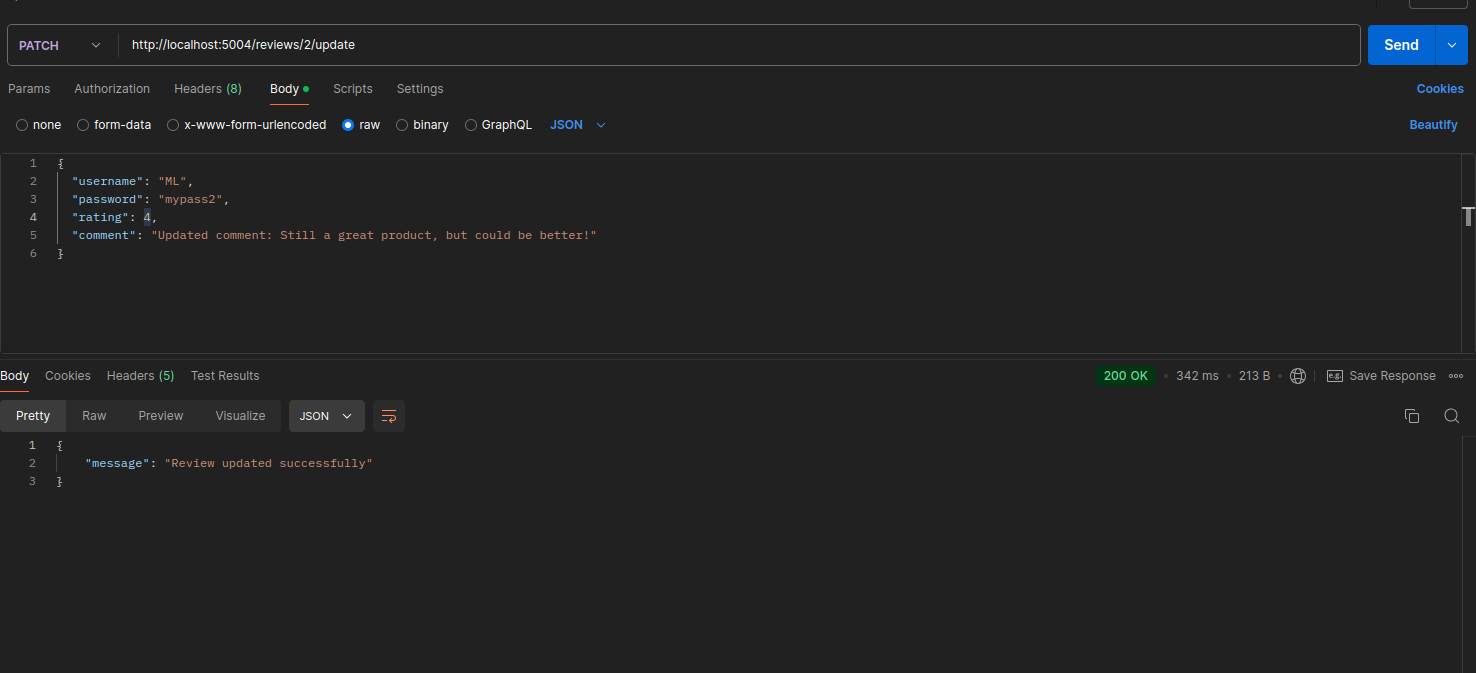 PATCH http://localhost:5004/reviews/2/update Send
Params Authorization Headers (8) Body Scripts Settings Cookies
none form-data x-www-form-urlencoded raw binary GraphQL JSON Beautify
1 {
2 "username": "ML",
3 "password": "mypass2",
4 "rating": 4,
5 "comment": "Updated comment: Still a great product, but could be better!"
6 }
Body Cookies Headers (5) Test Results 200 OK 342 ms 213 B e.g. Save Response
Pretty Raw Preview Visualize JSON
1 {
2 "message": "Review updated successfully"
3 }